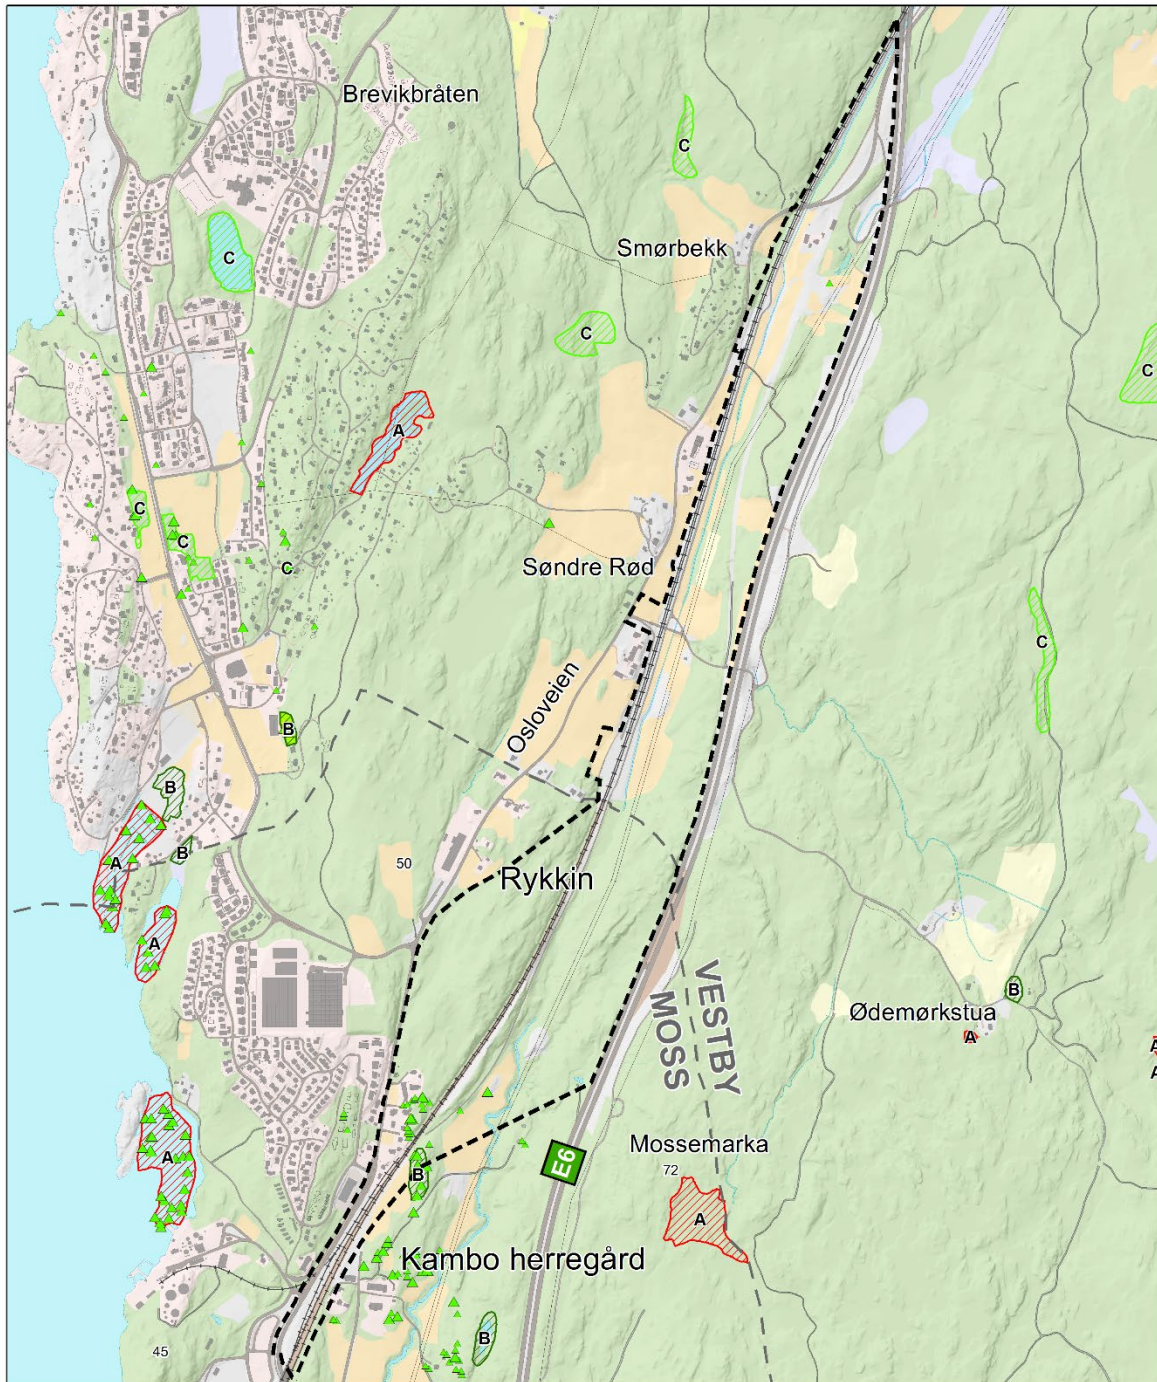 Brevikbråten
C
Smørbekk
C
C
C
A
C
C
Søndre Rød
C
C
Osloveien
B
B
A
B
50
Rykkin
A
VESTBY
MOSS
B
Ødemørkstua
A
A
A
E6
Mossemarka
72
A
B
A
Kambo herregård
B
45